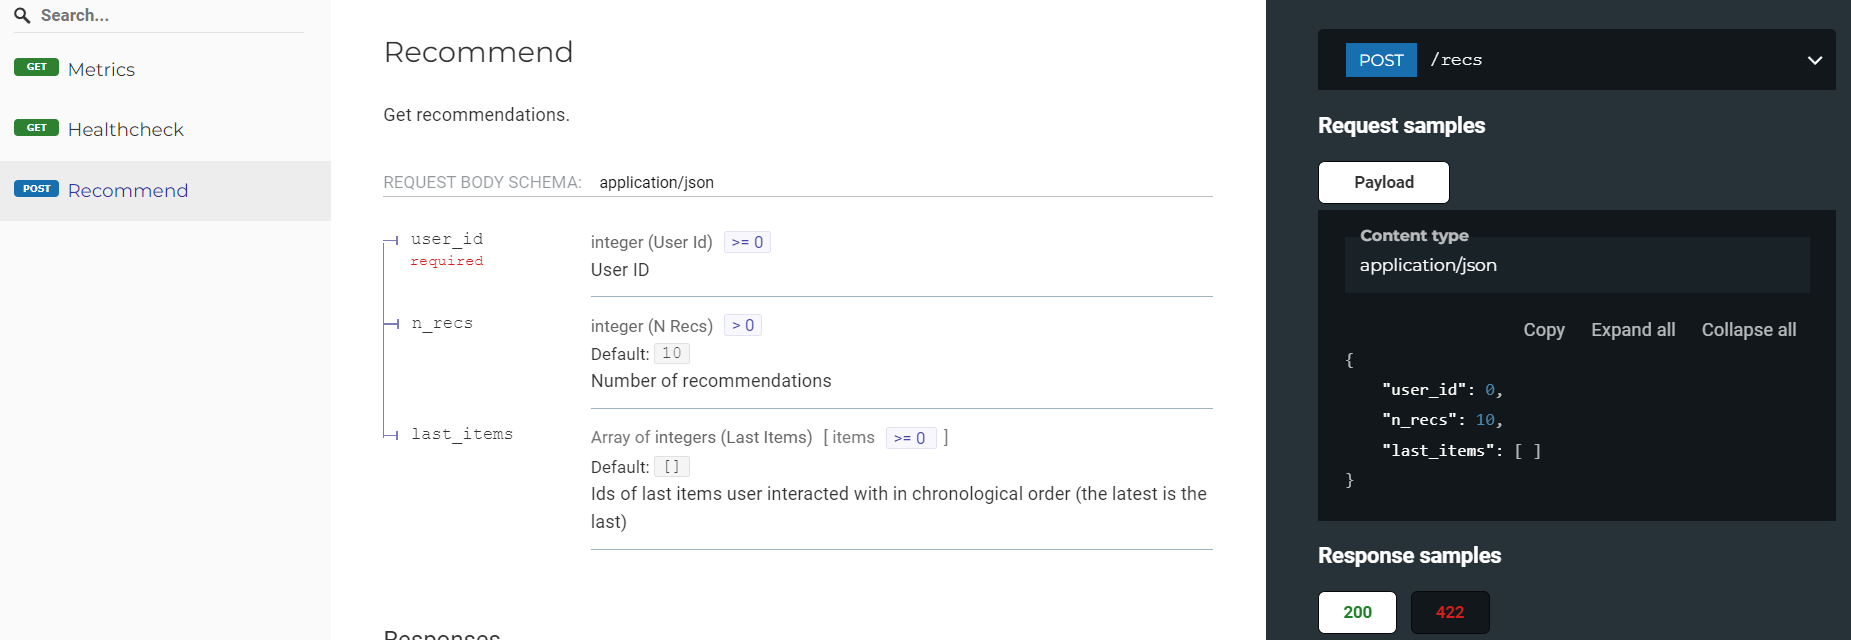 Search...
GET Metrics
GET Healthcheck
POST Recommend
Recommend
Get recommendations.
REQUEST BODY SCHEMA: application/json
user_id
required
integer (User Id) >= 0
User ID
n_recs
integer (N Recs) > 0
Default: 10
Number of recommendations
last_items
Array of integers (Last Items) [ items >= 0 ]
Default: []
Ids of last items user interacted with in chronological order (the latest is the
last)
Responses
POST /recs
Request samples
Payload
Content type
application/json
Copy Expand all Collapse all
{
"user_id": 0,
"n_recs": 10,
"last_items": [ ]
}
Response samples
200 422